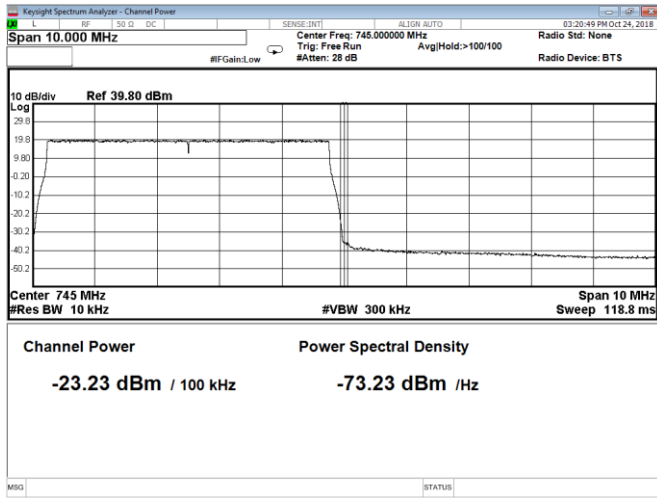 Keysight Spectrum Analyzer - Channel Power
L RF 50 Ω DC SENSE:INT ALIGN AUTO 03:20:49 PM Oct 24, 2018
Span 10.000 MHz Center Freq: 745.000000 MHz Radio Std: None
Trig: Free Run Avg|Hold:>100/100
#IFGain:Low #Atten: 28 dB Radio Device: BTS
10 dB/div Ref 39.80 dBm
Log
29.8
19.8
9.80
-0.20
-10.2
-20.2
-30.2
-40.2
-50.2
Center 745 MHz Span 10 MHz
#Res BW 10 kHz #VBW 300 kHz Sweep 118.8 ms
Channel Power Power Spectral Density
-23.23 dBm / 100 kHz -73.23 dBm /Hz
MSG STATUS